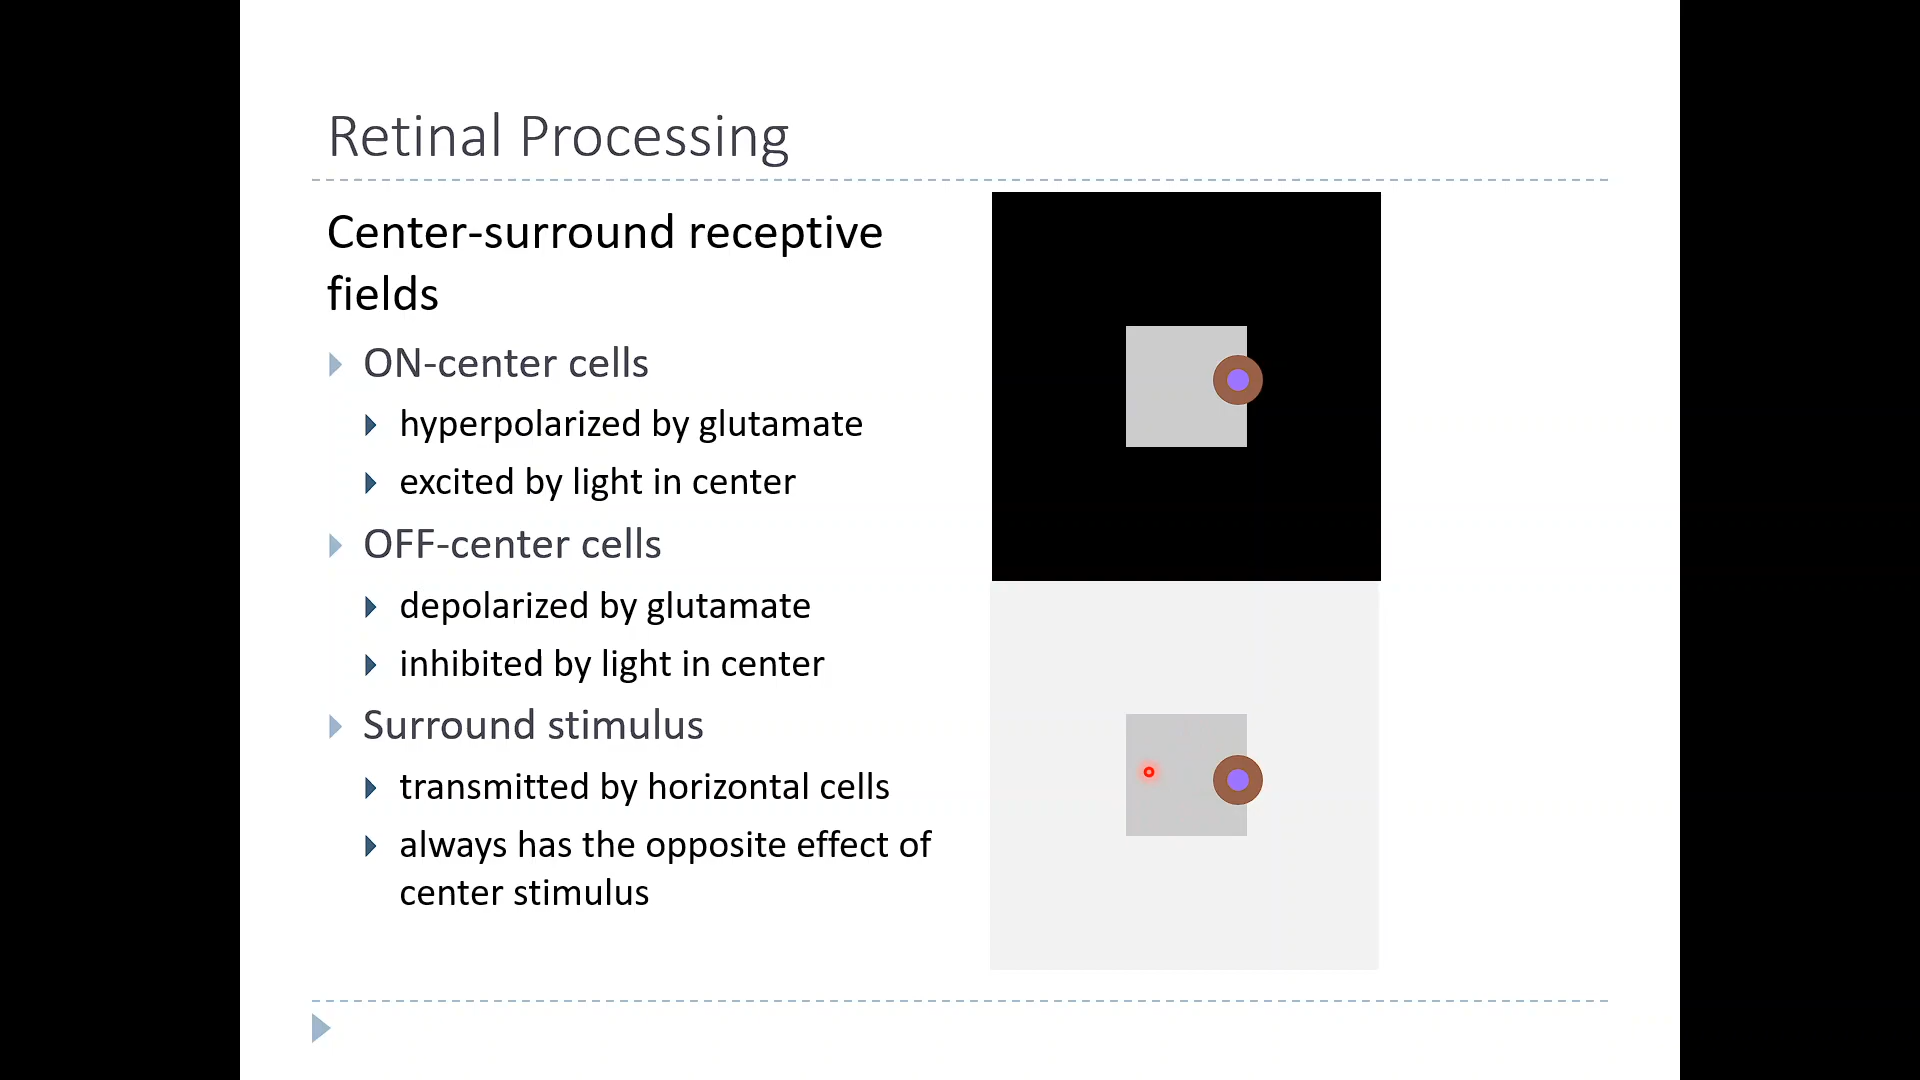 Retinal Processing
Center-surround receptive
fields
ON-center cells
hyperpolarized by glutamate
excited by light in center
OFF-center cells
depolarized by glutamate
inhibited by light in center
Surround stimulus
transmitted by horizontal cells
always has the opposite effect of
center stimulus